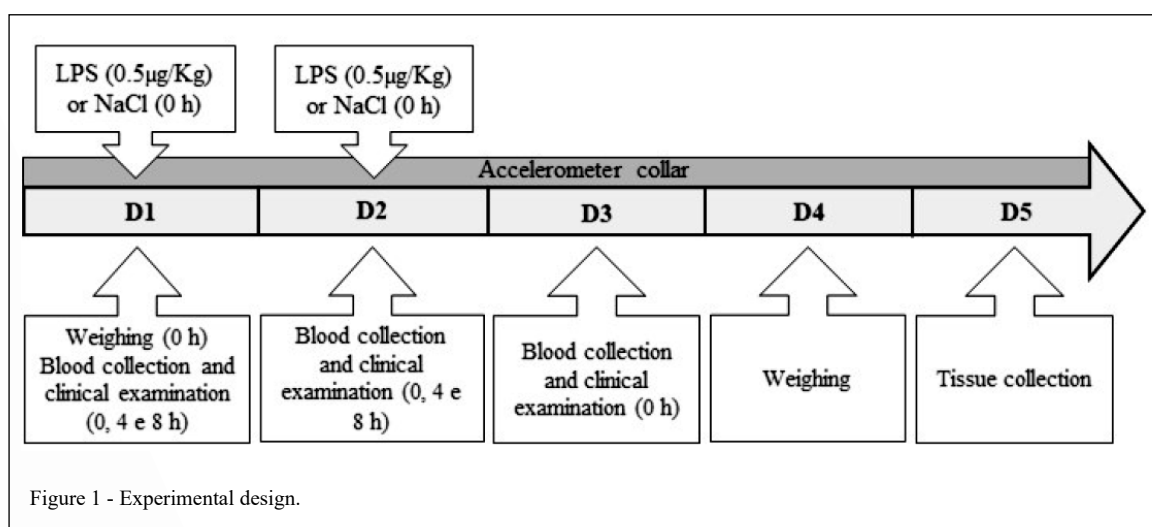 LPS (0.5µg/Kg)
or NaCl (0 h)
LPS (0.5µg/Kg)
or NaCl (0 h)
Accelerometer collar
D1
D2
D3
D4
D5
Weighing (0 h)
Blood collection and
clinical examination
(0, 4 e 8 h)
Blood collection
and clinical
examination (0, 4 e
8 h)
Blood collection
and clinical
examination (0 h)
Weighing
Tissue collection
Figure 1 - Experimental design.